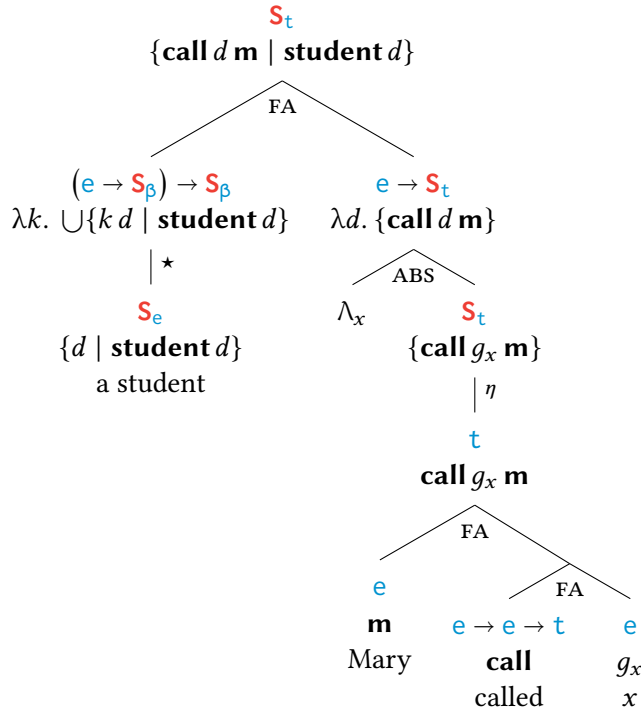 S_t
{call d m | student d}
FA
(e → S_β) → S_β e → S_t
λk. ⋃{k d | student d} λd. {call d m}
⋆ ABS
S_e Λ_x S_t
{d | student d} {call g_x m}
a student η
t
call g_x m
FA
FA
e e → e → t e
m call g_x
Mary called x